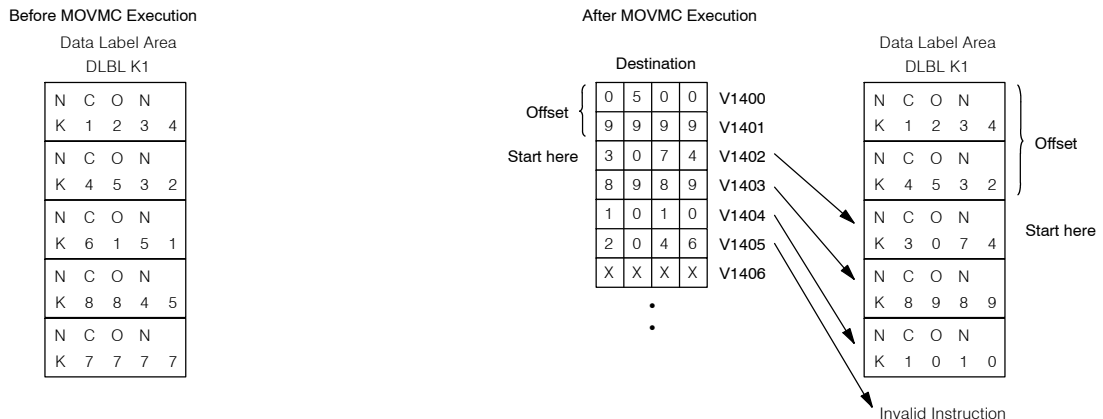 Before MOVMC Execution
Data Label Area
DLBL K1
N C O N
K 1 2 3 4
N C O N
K 4 5 3 2
N C O N
K 6 1 5 1
N C O N
K 8 8 4 5
N C O N
K 7 7 7 7
After MOVMC Execution
Destination
Offset
0 5 0 0 V1400
9 9 9 9 V1401
Start here 3 0 7 4 V1402
8 9 8 9 V1403
1 0 1 0 V1404
2 0 4 6 V1405
X X X X V1406
Data Label Area
DLBL K1
N C O N
K 1 2 3 4
Offset
N C O N
K 4 5 3 2
N C O N
Start here
K 3 0 7 4
N C O N
K 8 9 8 9
N C O N
K 1 0 1 0
Invalid Instruction